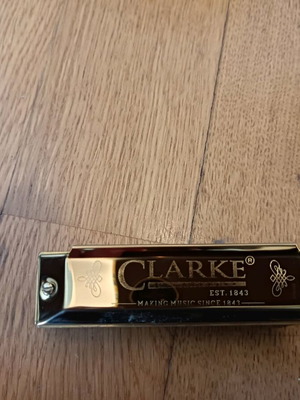 CLARKE®
EST. 1843
MAKING MUSIC SINCE 1843